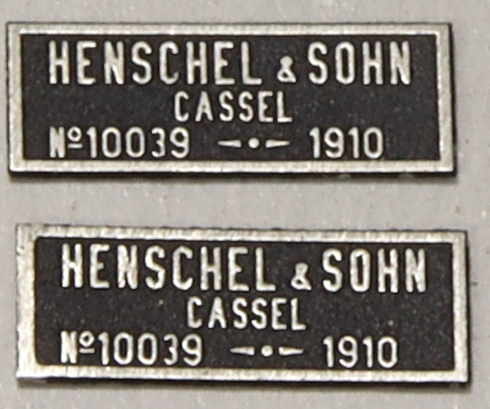 HENSCHEL & SOHN
CASSEL
Nº10039 —•— 1910
HENSCHEL & SOHN
CASSEL
Nº10039 —•— 1910